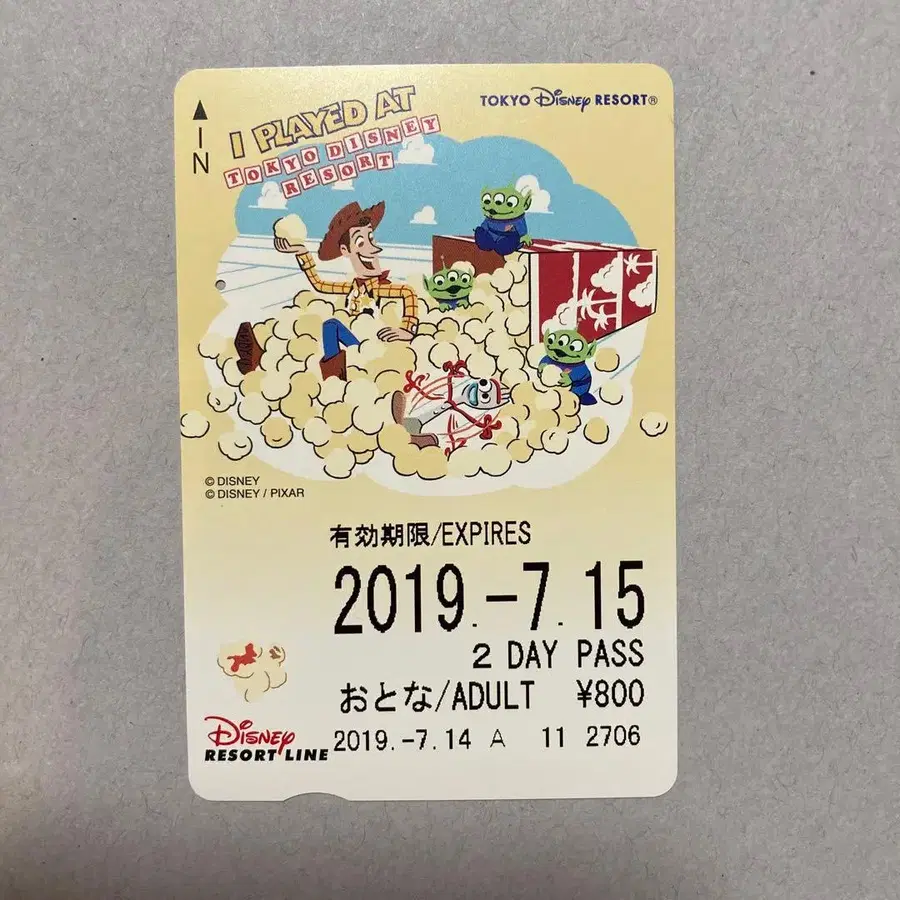 TOKYO Disney RESORT®
IN
I PLAYED AT
TOKYO DISNEY
RESORT
© DISNEY
© DISNEY / PIXAR
有効期限/EXPIRES
2019.-7.15
2 DAY PASS
おとな/ADULT ¥800
Disney
RESORT LINE
2019.-7.14 A 11 2706